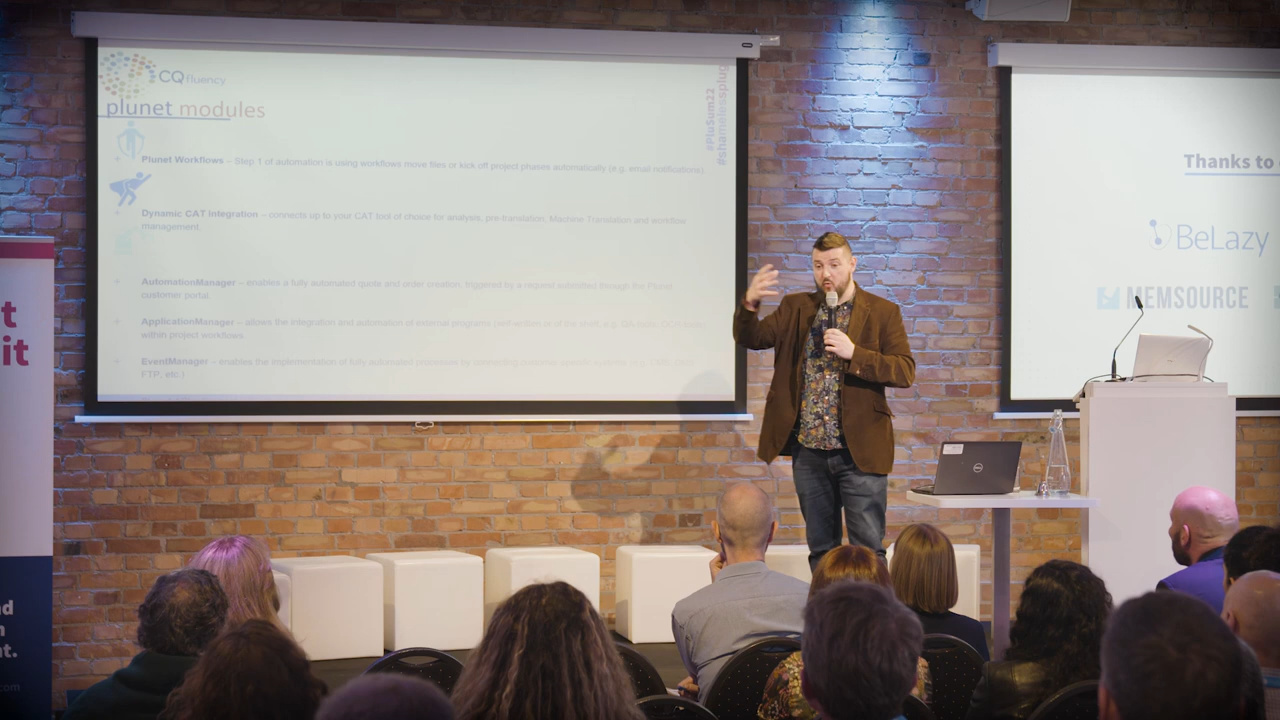 CQ fluency
plunet modules
#PluSum22
#shamelessplug
Plunet Workflows – Step 1 of automation is using workflows move files or kick off project phases automatically (e.g. email notifications)
Dynamic CAT Integration – connects up to your CAT tool of choice for analysis, pre-translation, Machine Translation and workflow
management.
AutomationManager – enables a fully automated quote and order creation, triggered by a request submitted through the Plunet
customer portal.
ApplicationManager – allows the integration and automation of external programs
within project workflows.
EventManager – enables the implementation of fully automated processes by
FTP, etc.)
Thanks to
BeLazy
MEMSOURCE
DELL
t
it
nd
n
t.
com